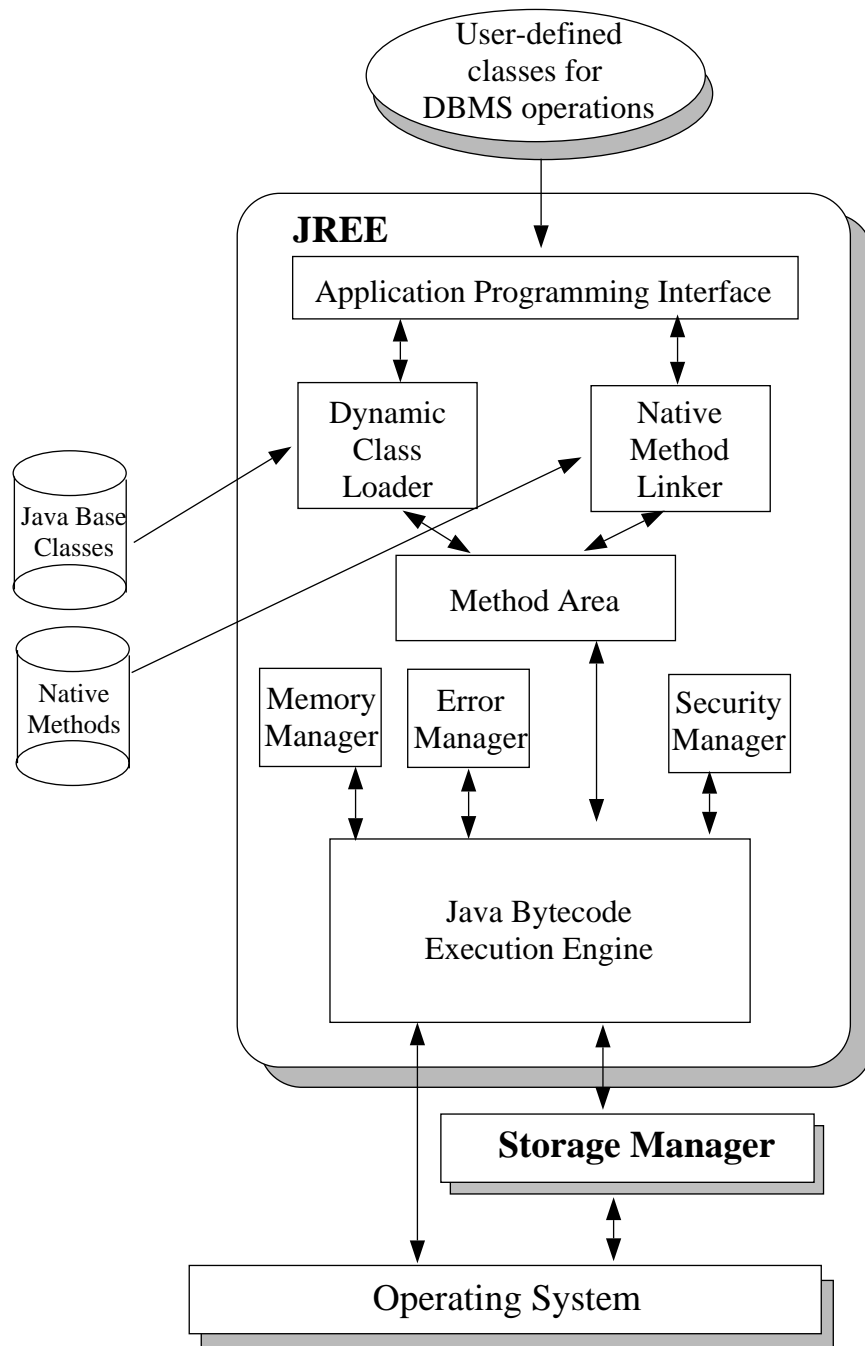 User-defined
classes for
DBMS operations
JREE
Application Programming Interface
Dynamic
Class
Loader
Native
Method
Linker
Java Base
Classes
Method Area
Native
Methods
Memory
Manager
Error
Manager
Security
Manager
Java Bytecode
Execution Engine
Storage Manager
Operating System